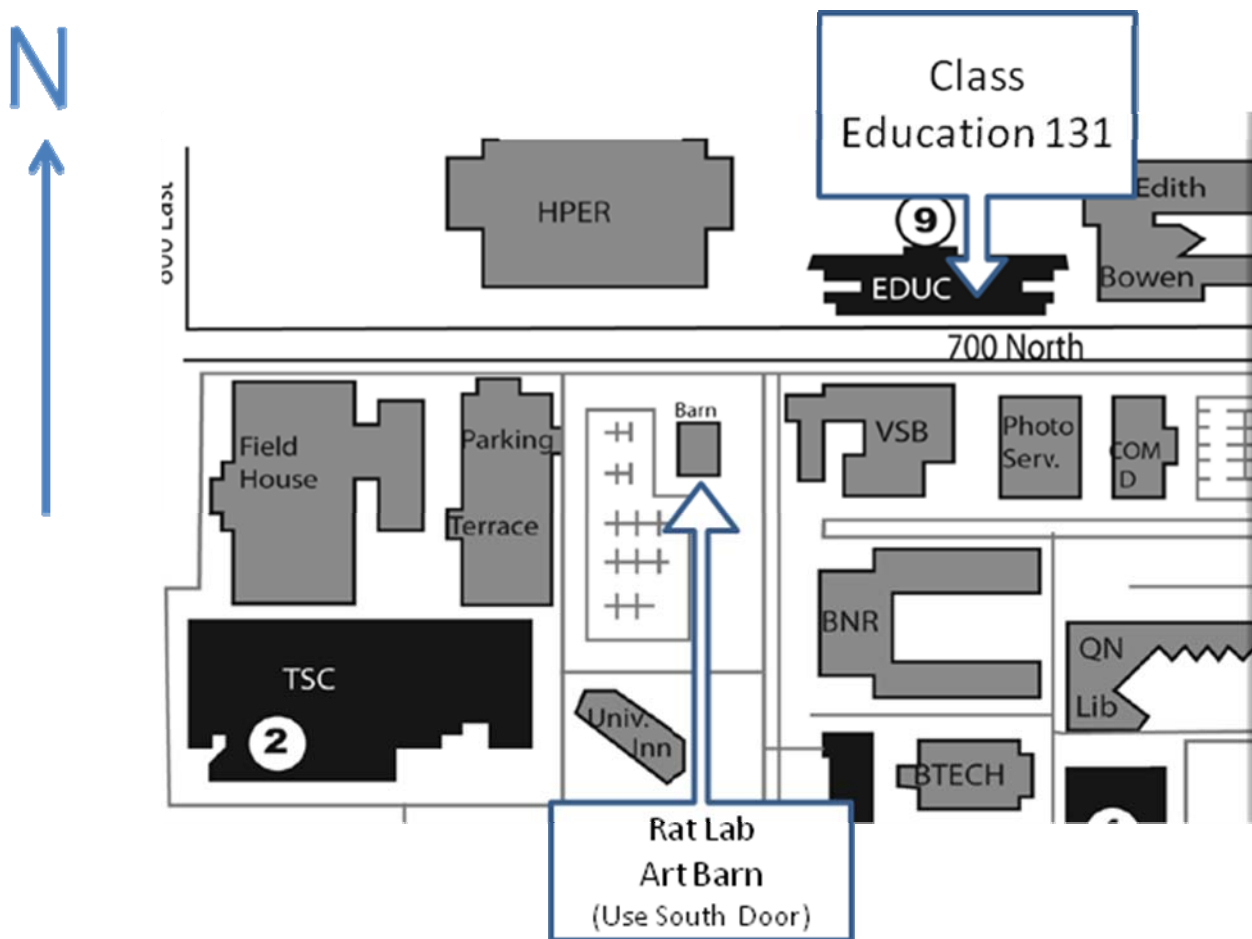 N
Class
Education 131
HPER
9
EDUC
Edith
Bowen
700 North
Field
House
Parking
Terrace
Barn
VSB
Photo
Serv.
COM
D
TSC
2
Univ.
Inn
BNR
QN
Lib
BTECH
Rat Lab
Art Barn
(Use South Door)